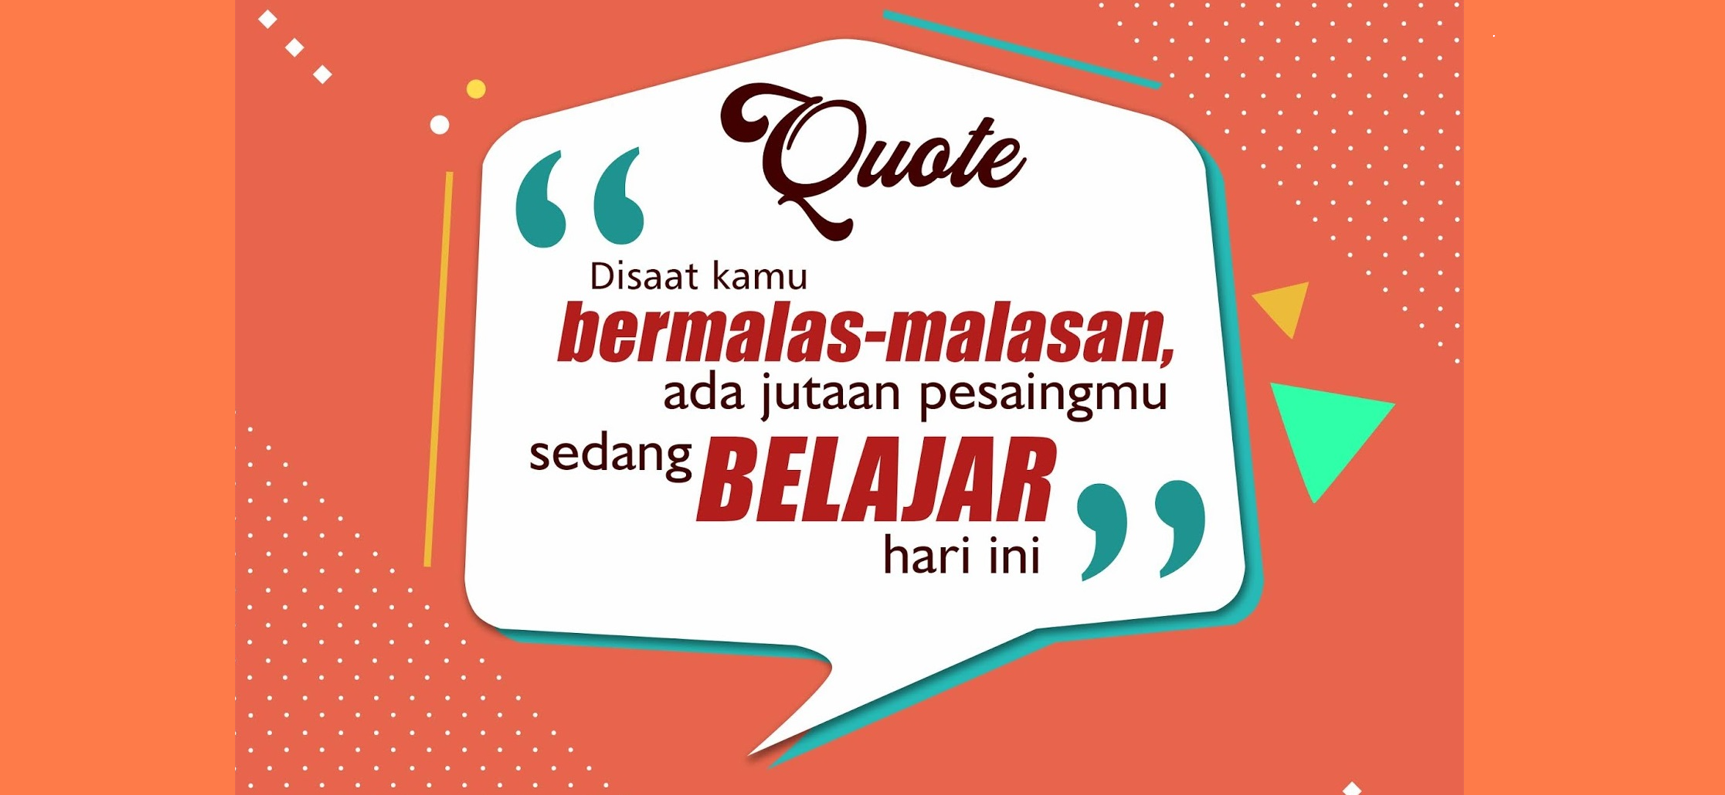 Quote
“
Disaat kamu
bermalas-malasan,
ada jutaan pesaingmu
sedang BELAJAR
hari ini ”